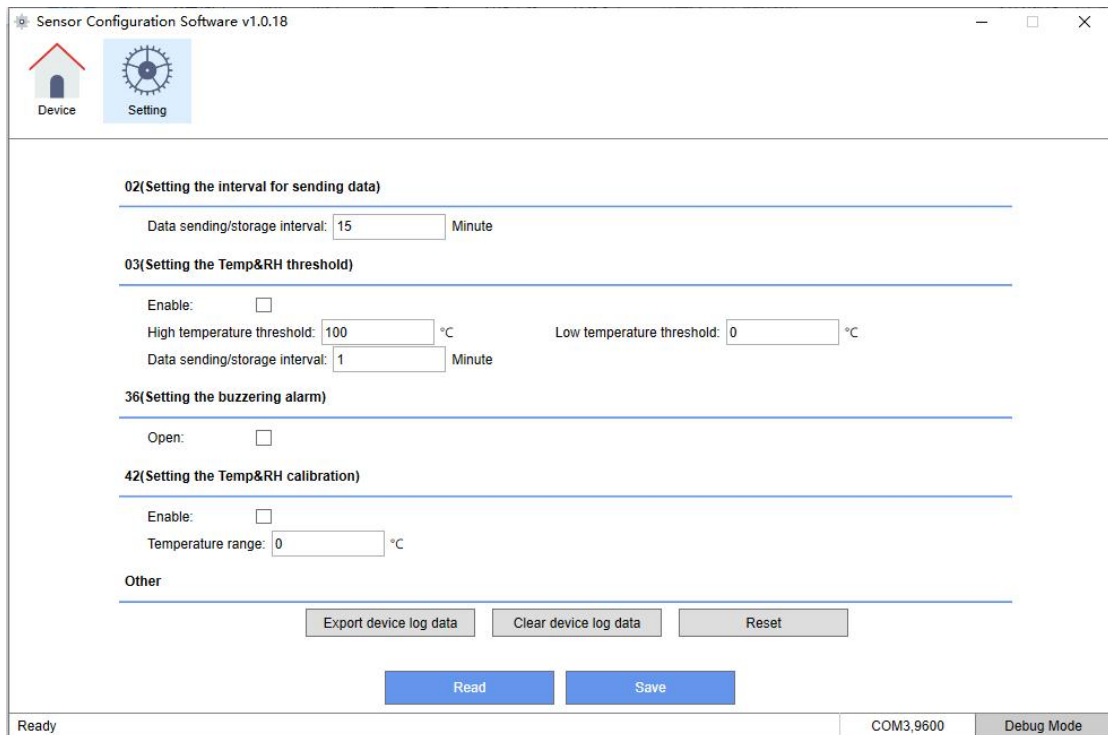 Sensor Configuration Software v1.0.18
Device Setting
02(Setting the interval for sending data)
Data sending/storage interval: 15 Minute
03(Setting the Temp&RH threshold)
Enable:
High temperature threshold: 100 °C Low temperature threshold: 0 °C
Data sending/storage interval: 1 Minute
36(Setting the buzzering alarm)
Open:
42(Setting the Temp&RH calibration)
Enable:
Temperature range: 0 °C
Other
Export device log data Clear device log data Reset
Read Save
Ready COM3,9600 Debug Mode